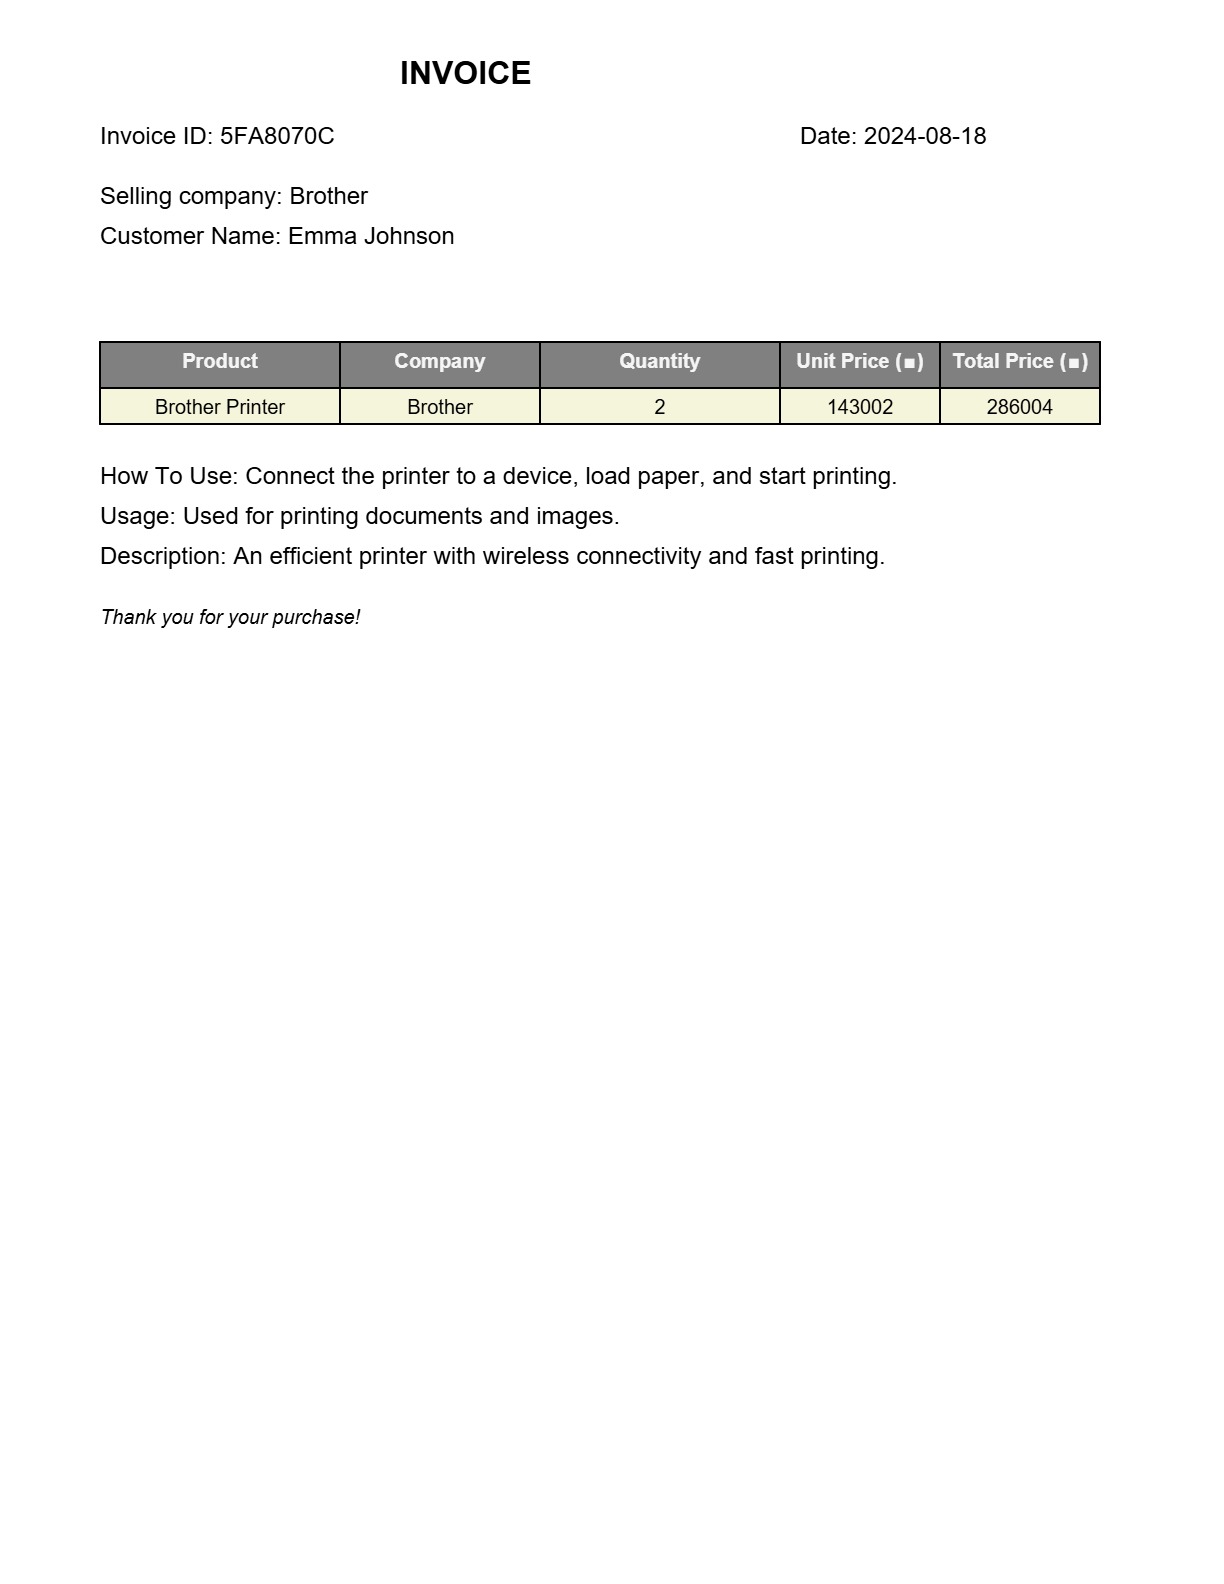 INVOICE
Invoice ID: 5FA8070C Date: 2024-08-18
Selling company: Brother
Customer Name: Emma Johnson
Product Company Quantity Unit Price (■) Total Price (■)
Brother Printer Brother 2 143002 286004
How To Use: Connect the printer to a device, load paper, and start printing.
Usage: Used for printing documents and images.
Description: An efficient printer with wireless connectivity and fast printing.
Thank you for your purchase!